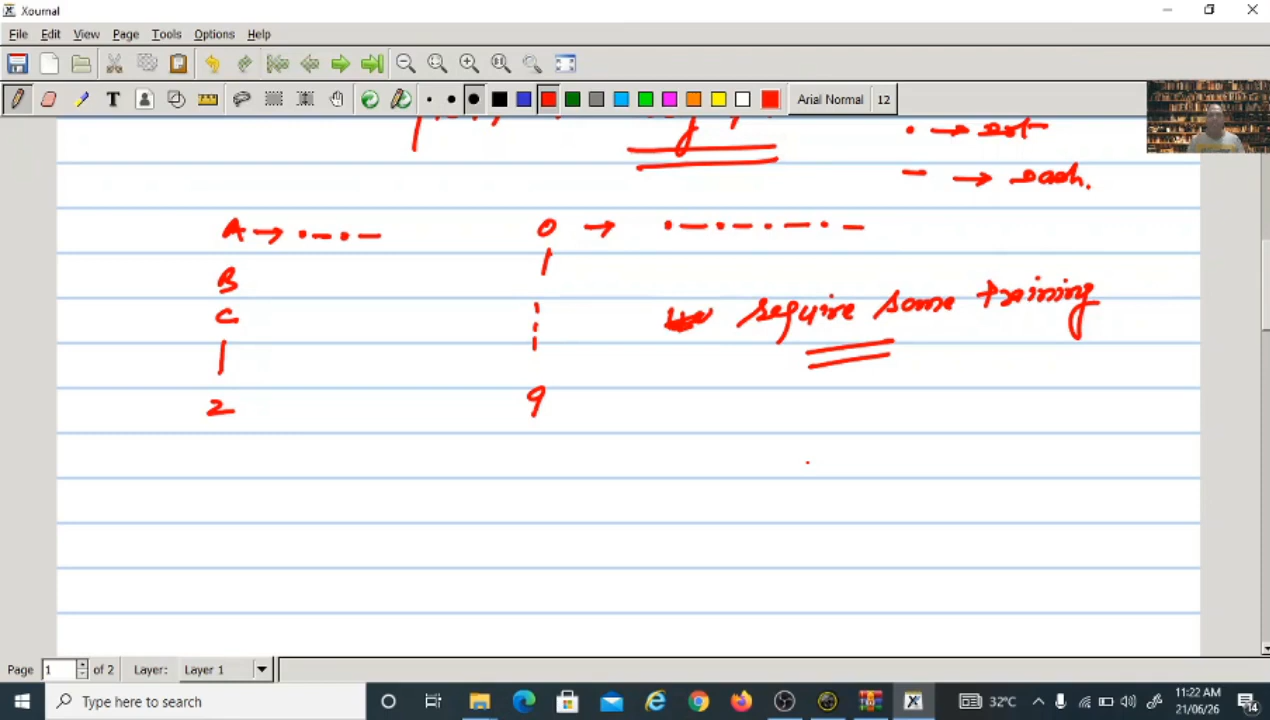 Xournal
File Edit View Page Tools Options Help
Arial Normal 12
• → dot
– → Dash.
A → .-.- 0 → .-.-.-.-
B 1
C
| require some training
2 9
Page 1 of 2 Layer: Layer 1
Type here to search 32°C 11:22 AM
21/06/26
14